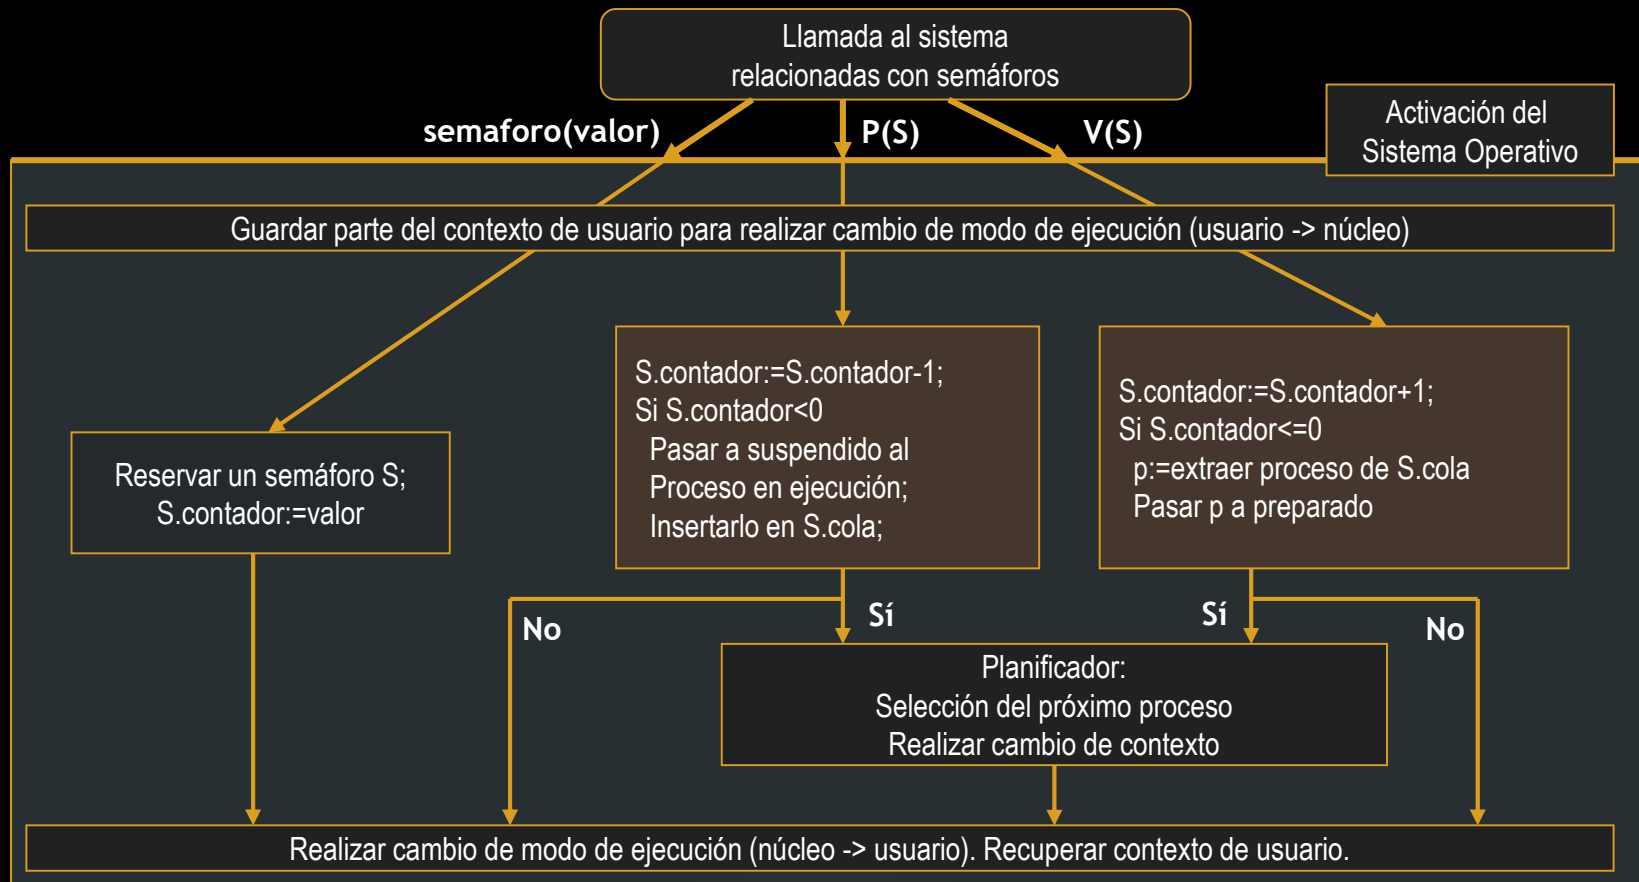 Llamada al sistema
relacionadas con semáforos
semaforo(valor)
P(S)
V(S)
Activación del
Sistema Operativo
Guardar parte del contexto de usuario para realizar cambio de modo de ejecución (usuario -> núcleo)
Reservar un semáforo S;
S.contador:=valor
S.contador:=S.contador-1;
Si S.contador<0
Pasar a suspendido al
Proceso en ejecución;
Insertarlo en S.cola;
S.contador:=S.contador+1;
Si S.contador<=0
p:=extraer proceso de S.cola
Pasar p a preparado
No
Sí
Sí
No
Planificador:
Selección del próximo proceso
Realizar cambio de contexto
Realizar cambio de modo de ejecución (núcleo -> usuario). Recuperar contexto de usuario.